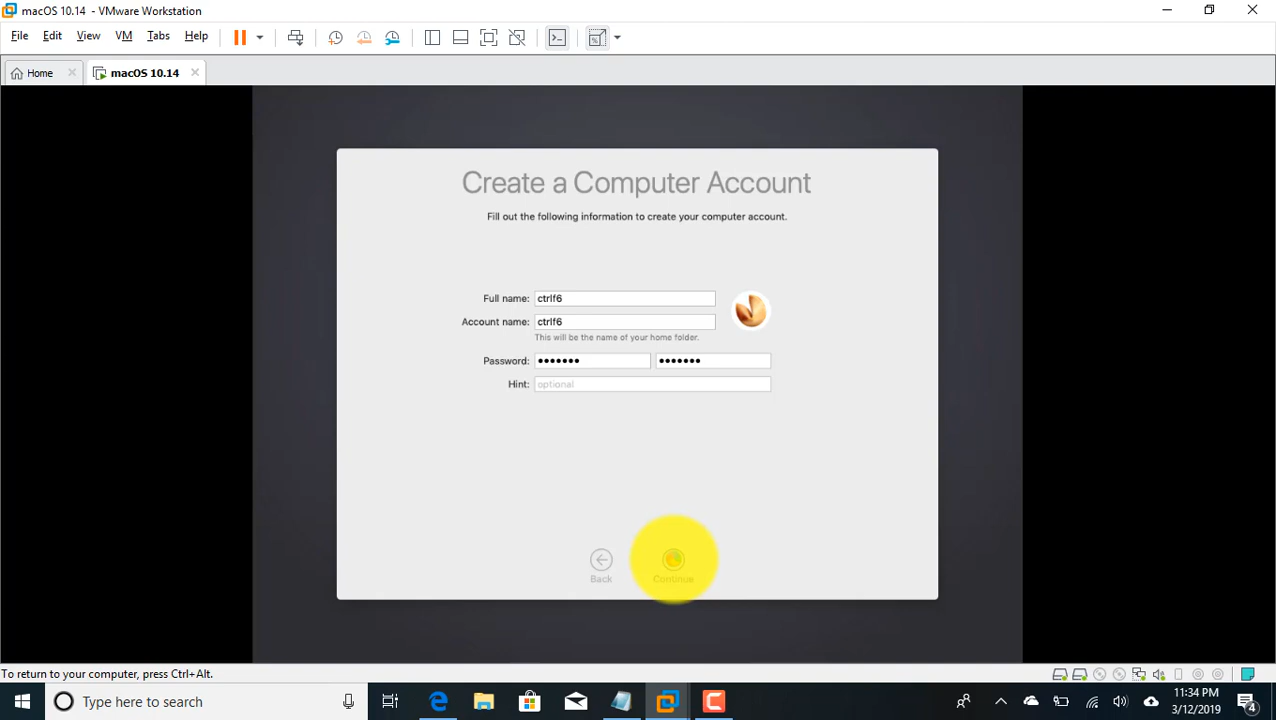 macOS 10.14 - VMware Workstation
File Edit View VM Tabs Help
Home macOS 10.14
Create a Computer Account
Fill out the following information to create your computer account.
Full name: ctrlf6
Account name: ctrlf6
This will be the name of your home folder.
Password: ••••••• •••••••
Hint: optional
Back Continue
To return to your computer, press Ctrl+Alt.
Type here to search
11:34 PM
3/12/2019
4